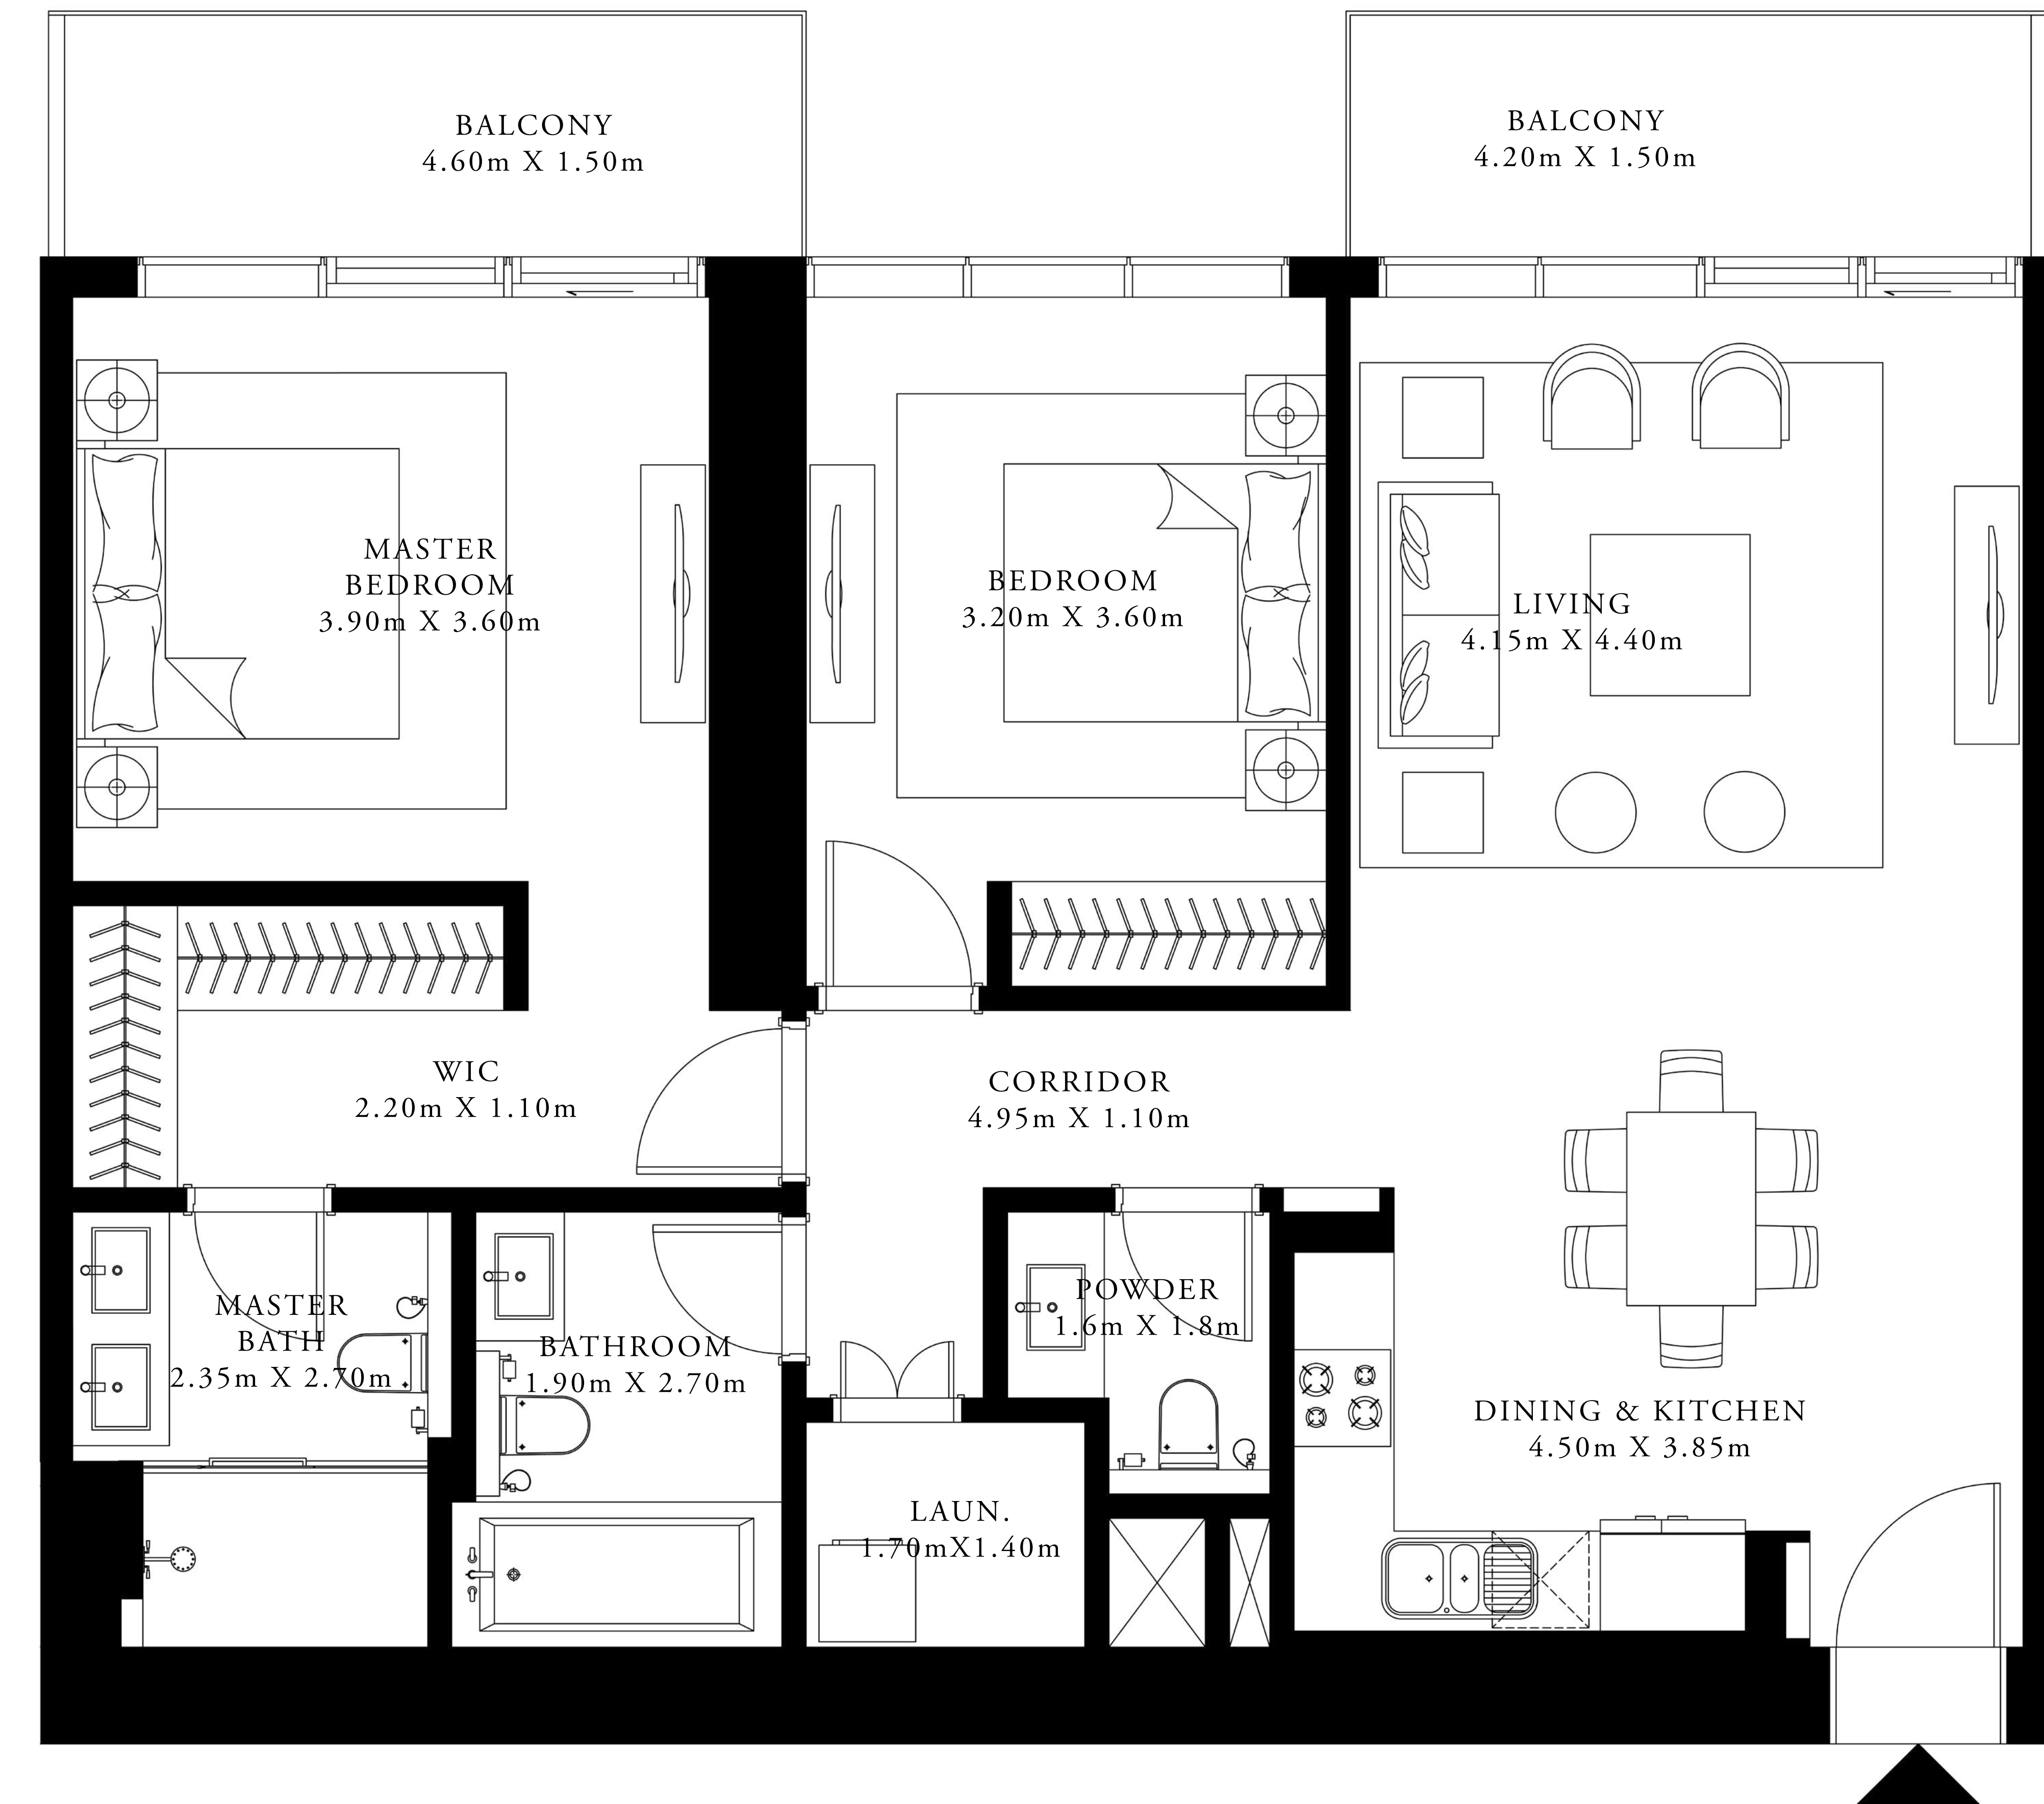 BALCONY
4.60m X 1.50m
BALCONY
4.20m X 1.50m
MASTER
BEDROOM
3.90m X 3.60m
BEDROOM
3.20m X 3.60m
LIVING
4.15m X 4.40m
WIC
2.20m X 1.10m
CORRIDOR
4.95m X 1.10m
MASTER
BATH
2.35m X 2.70m
BATHROOM
1.90m X 2.70m
POWDER
1.6m X 1.8m
DINING & KITCHEN
4.50m X 3.85m
LAUN.
1.70mX1.40m